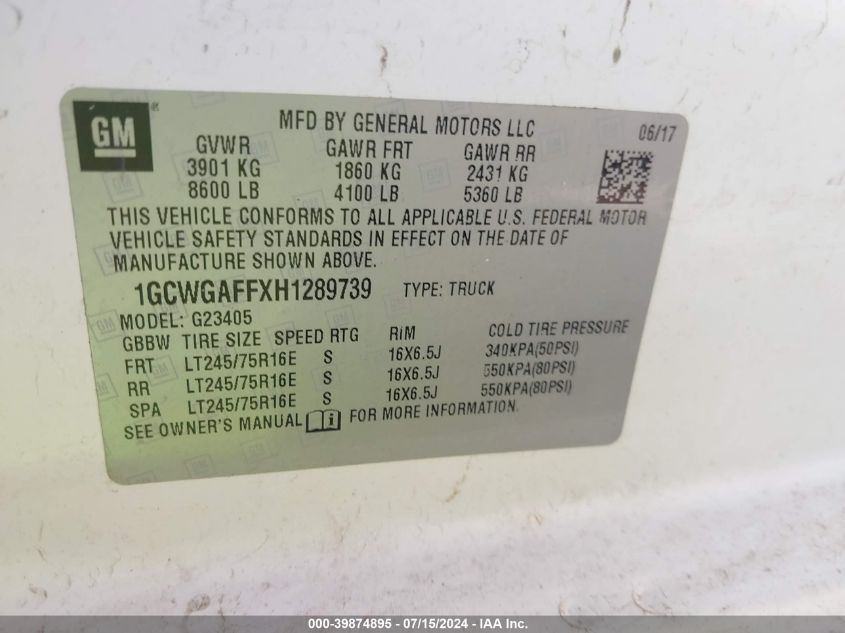 GM
MFD BY GENERAL MOTORS LLC 06/17
GVWR GAWR FRT GAWR RR
3901 KG 1860 KG 2431 KG
8600 LB 4100 LB 5360 LB
THIS VEHICLE CONFORMS TO ALL APPLICABLE U.S. FEDERAL MOTOR
VEHICLE SAFETY STANDARDS IN EFFECT ON THE DATE OF
MANUFACTURE SHOWN ABOVE.
1GCWGAFFXH1289739 TYPE: TRUCK
MODEL: G23405
GBBW TIRE SIZE SPEED RTG RIM COLD TIRE PRESSURE
FRT LT245/75R16E S 16X6.5J 340KPA(50PSI)
RR LT245/75R16E S 16X6.5J 550KPA(80PSI)
SPA LT245/75R16E S 16X6.5J 550KPA(80PSI)
SEE OWNER'S MANUAL FOR MORE INFORMATION.
000-39874895 - 07/15/2024 - IAA Inc.